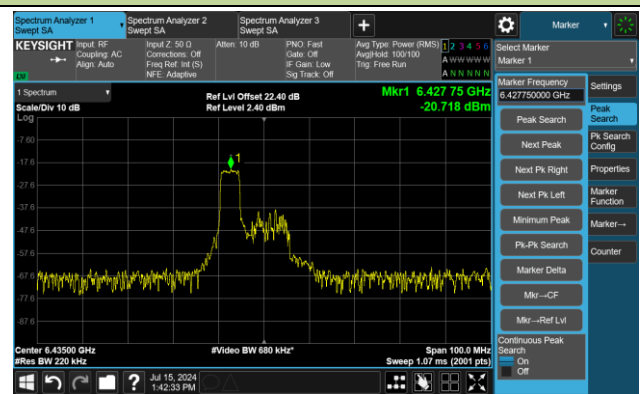 Spectrum Analyzer 1
Swept SA
Spectrum Analyzer 2
Swept SA
Spectrum Analyzer 3
Swept SA
Marker
KEYSIGHT
Input: RF
Coupling: AC
Align: Auto
Input Z: 50 Ω
Corrections: Off
Freq Ref: Int (S)
NFE: Adaptive
Atten: 10 dB
PNO: Fast
Gate: Off
IF Gain: Low
Sig Track: Off
Avg Type: Power (RMS)
Avg|Hold: 100/100
Trig: Free Run
1 2 3 4 5 6
A W W W W W
A N N N N N
Select Marker
Marker 1
1 Spectrum
Scale/Div 10 dB
Log
Ref Lvl Offset 22.40 dB
Ref Level 2.40 dBm
Mkr1 6.427 75 GHz
-20.718 dBm
1
-7.60
-17.6
-27.6
-37.6
-47.6
-57.6
-67.6
-77.6
-87.6
Center 6.43500 GHz
#Res BW 220 kHz
#Video BW 680 kHz*
Span 100.0 MHz
Sweep 1.07 ms (2001 pts)
Marker Frequency
6.427750000 GHz
Peak Search
Next Peak
Next Pk Right
Next Pk Left
Minimum Peak
Pk-Pk Search
Marker Delta
Mkr→CF
Mkr→Ref Lvl
Continuous Peak
Search
On
Off
Settings
Peak
Search
Pk Search
Config
Properties
Marker
Function
Marker→
Counter
?
Jul 15, 2024
1:42:33 PM